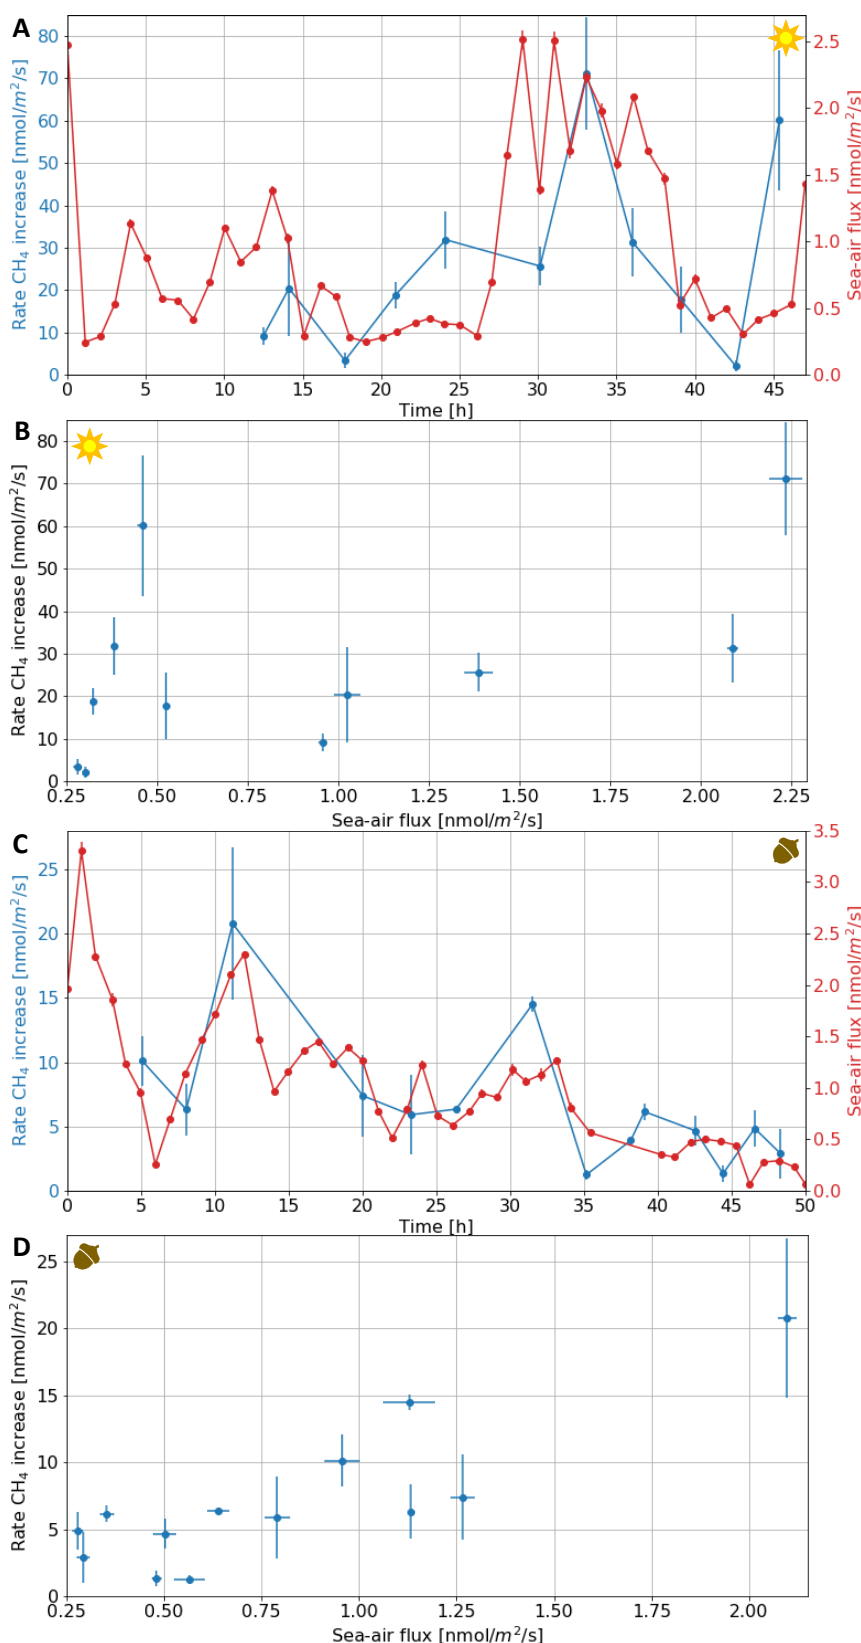 A
80
70
60
50
40
30
20
10
0
Rate CH₄ increase [nmol/m²/s]
2.5
2.0
1.5
1.0
0.5
0.0
Sea-air flux [nmol/m²/s]
0 5 10 15 20 25 30 35 40 45
Time [h]
B
80
70
60
50
40
30
20
10
0
Rate CH₄ increase [nmol/m²/s]
0.25 0.50 0.75 1.00 1.25 1.50 1.75 2.00 2.25
Sea-air flux [nmol/m²/s]
C
25
20
15
10
5
0
Rate CH₄ increase [nmol/m²/s]
3.5
3.0
2.5
2.0
1.5
1.0
0.5
0.0
Sea-air flux [nmol/m²/s]
0 5 10 15 20 25 30 35 40 45 50
Time [h]
D
25
20
15
10
5
0
Rate CH₄ increase [nmol/m²/s]
0.25 0.50 0.75 1.00 1.25 1.50 1.75 2.00
Sea-air flux [nmol/m²/s]